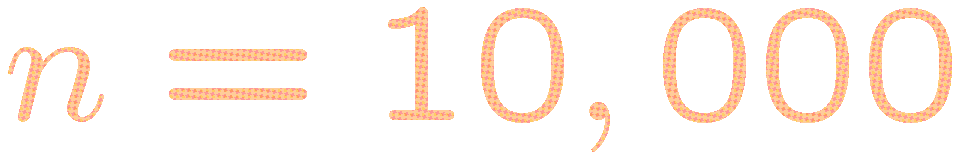 n = 10,000